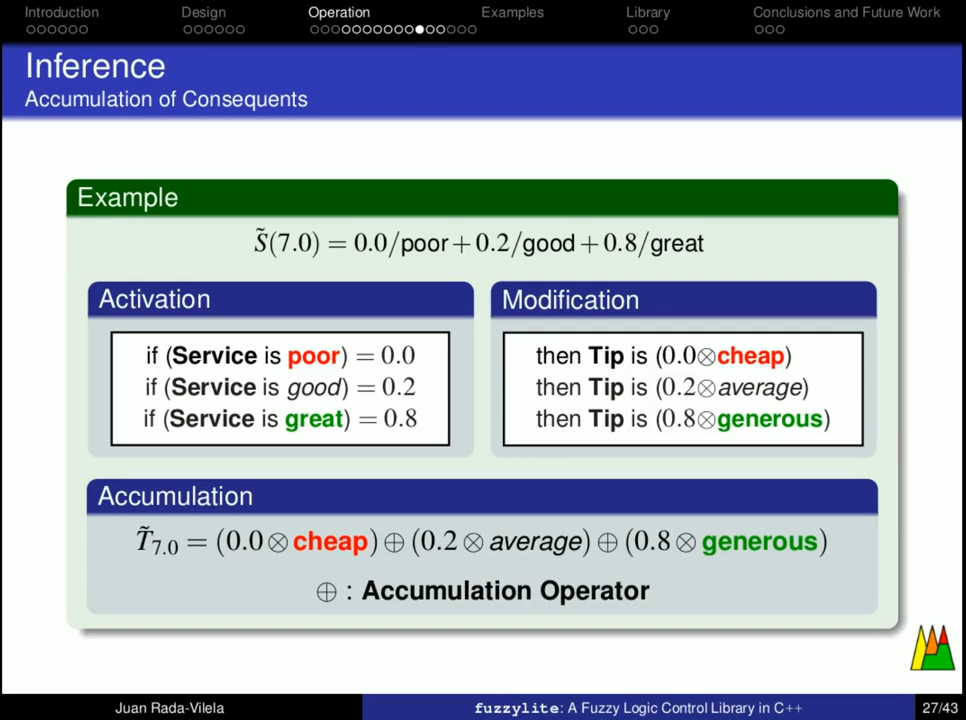 Introduction Design Operation Examples Library Conclusions and Future Work
Inference
Accumulation of Consequents
Example
S̃(7.0) = 0.0/poor + 0.2/good + 0.8/great
Activation
if (Service is poor) = 0.0
if (Service is good) = 0.2
if (Service is great) = 0.8
Modification
then Tip is (0.0⊗cheap)
then Tip is (0.2⊗average)
then Tip is (0.8⊗generous)
Accumulation
T̃7.0 = (0.0 ⊗ cheap) ⊕ (0.2 ⊗ average) ⊕ (0.8 ⊗ generous)
⊕ : Accumulation Operator
Juan Rada-Vilela fuzzylite: A Fuzzy Logic Control Library in C++ 27/43